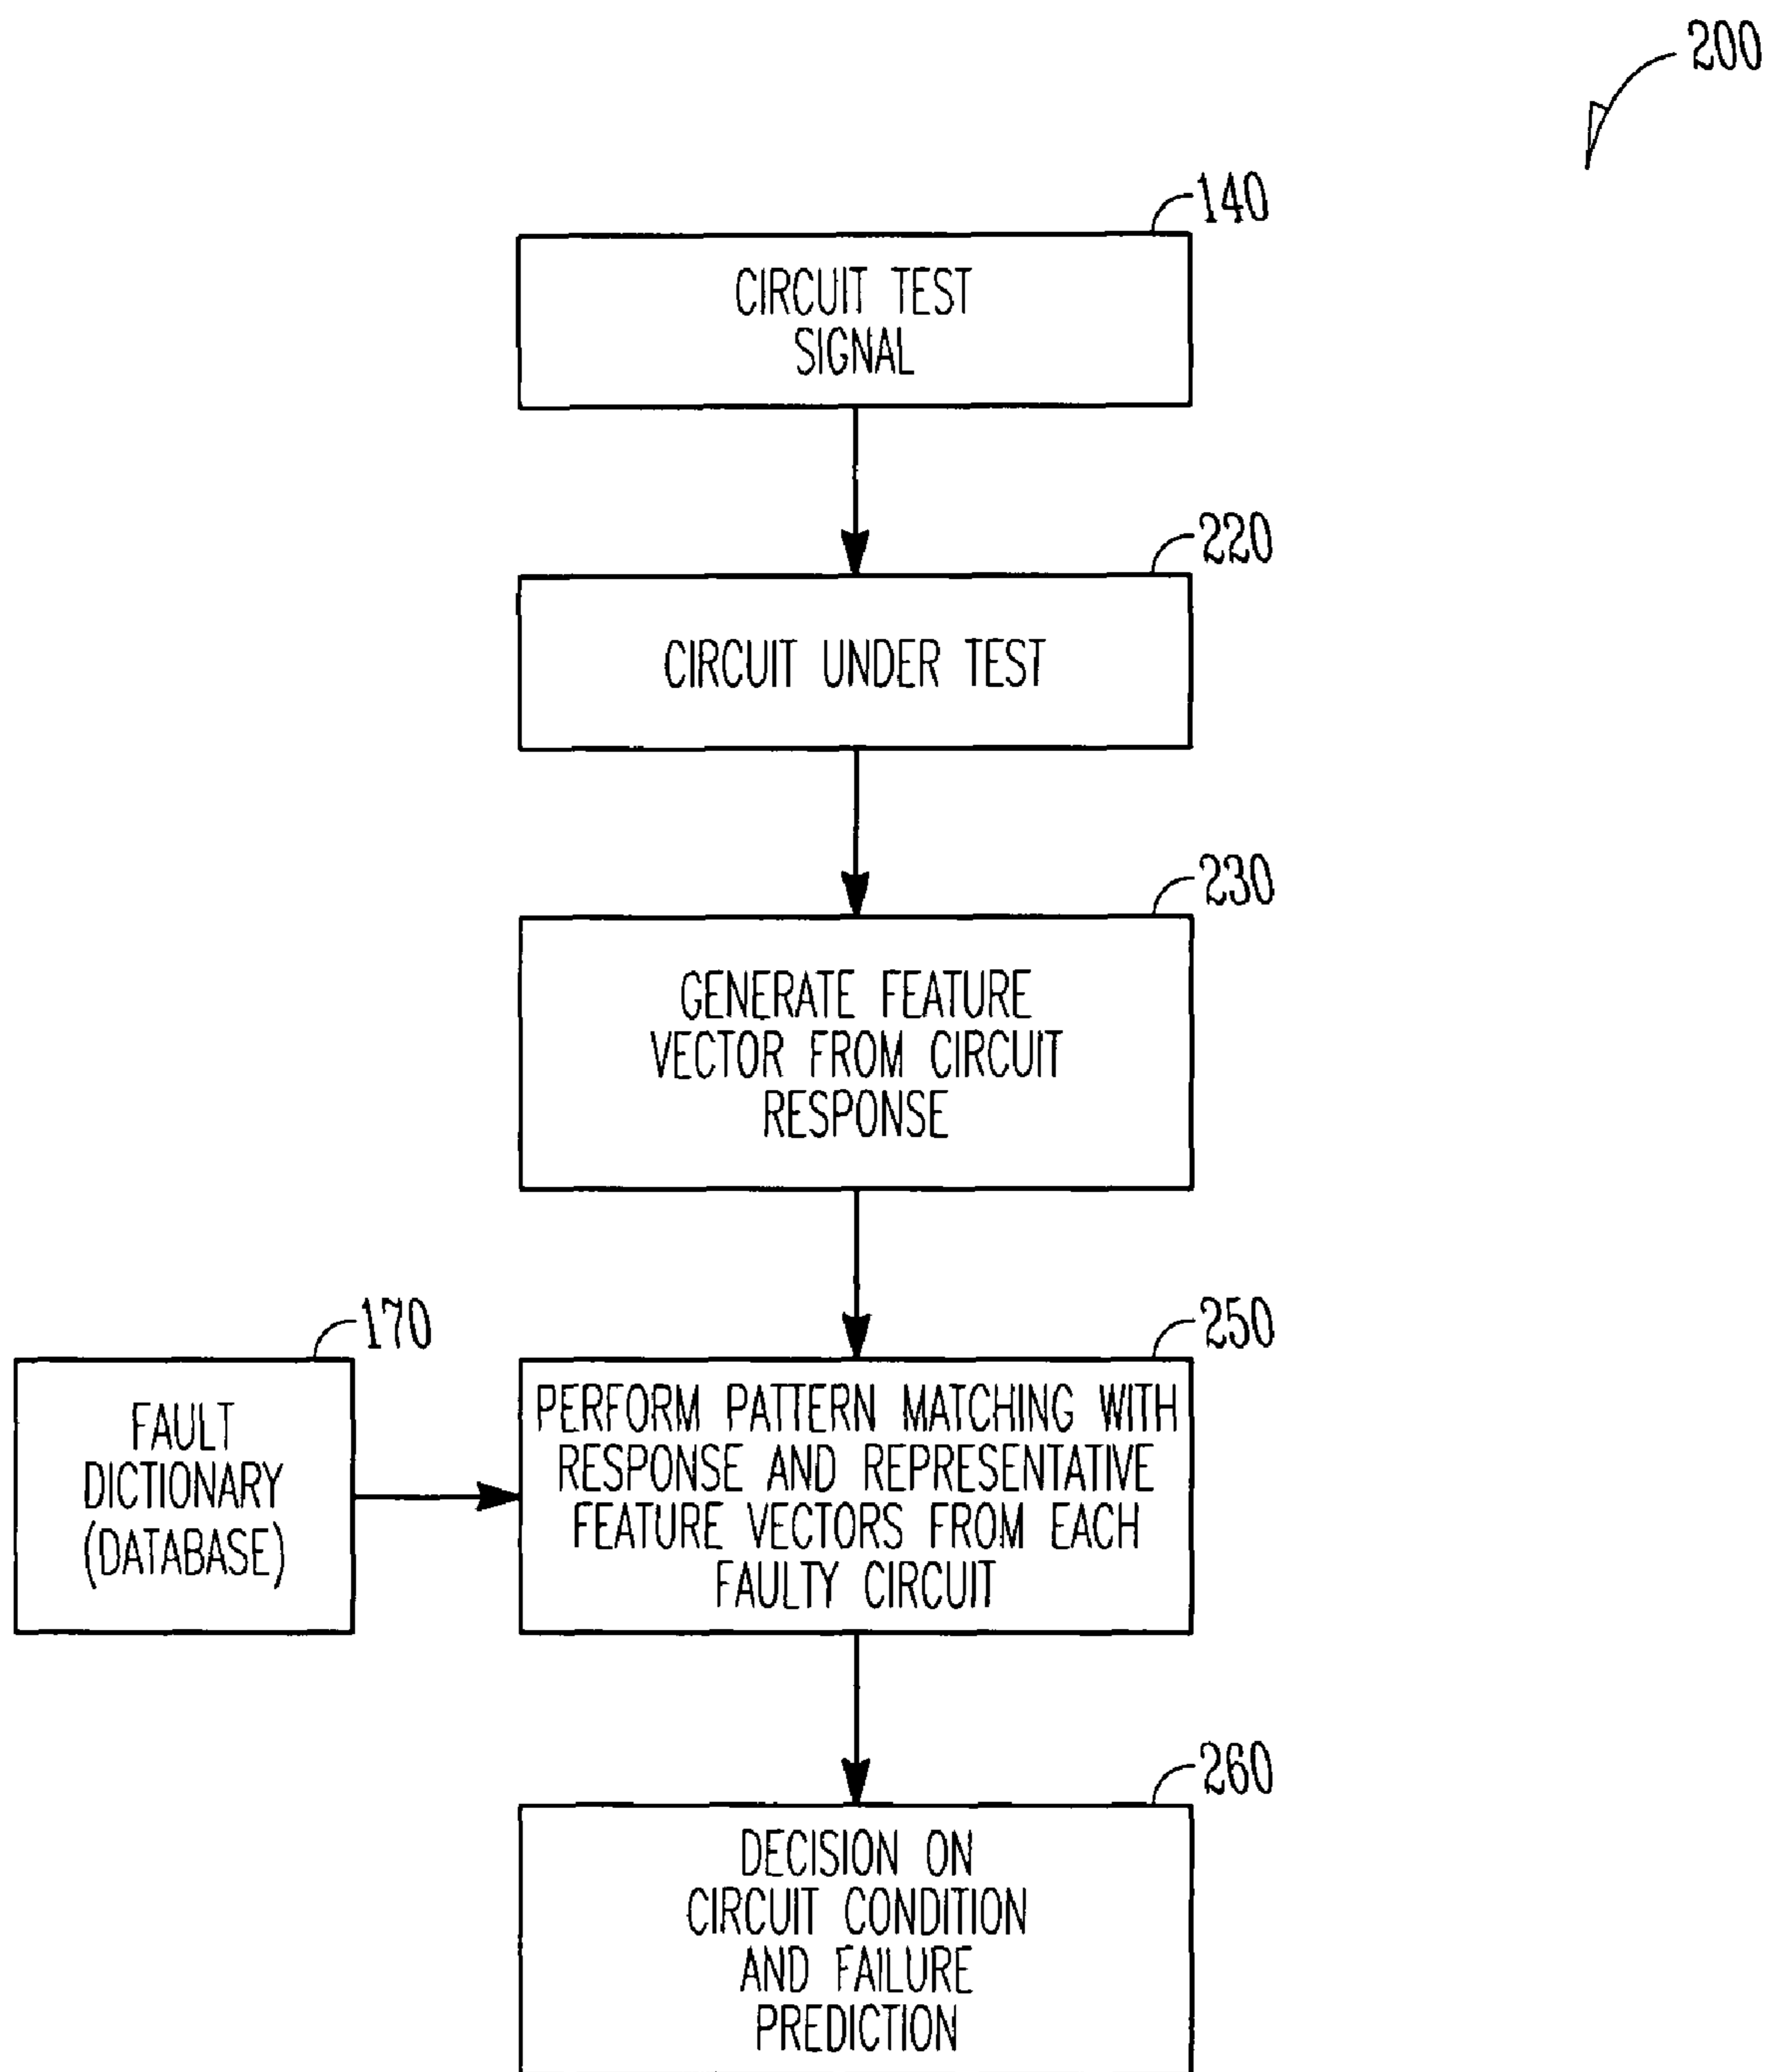 200
140
CIRCUIT TEST
SIGNAL
220
CIRCUIT UNDER TEST
230
GENERATE FEATURE
VECTOR FROM CIRCUIT
RESPONSE
170
FAULT
DICTIONARY
(DATABASE)
250
PERFORM PATTERN MATCHING WITH
RESPONSE AND REPRESENTATIVE
FEATURE VECTORS FROM EACH
FAULTY CIRCUIT
260
DECISION ON
CIRCUIT CONDITION
AND FAILURE
PREDICTION